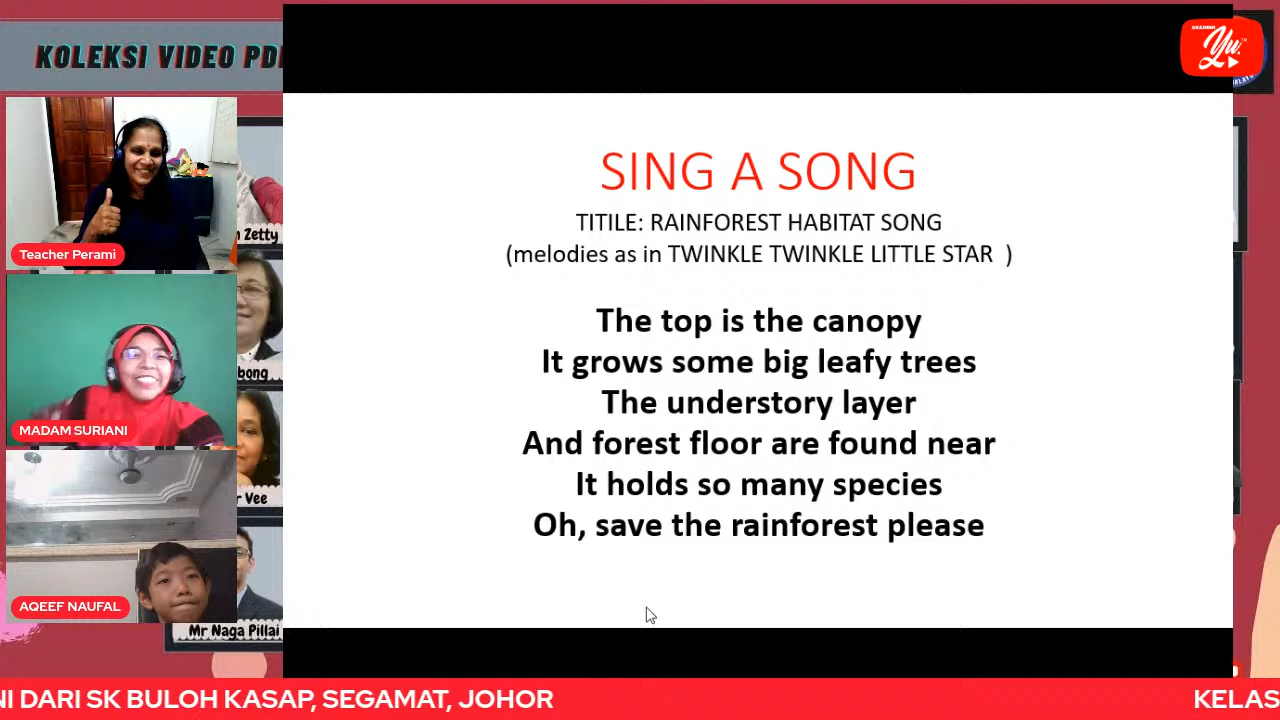 KOLEKSI VIDEO
Zetty
Teacher Perami
MADAM SURIANI
AQEEF NAUFAL
Vee
Mr Naga Pillai
SING A SONG
TITILE: RAINFOREST HABITAT SONG
(melodies as in TWINKLE TWINKLE LITTLE STAR )
The top is the canopy
It grows some big leafy trees
The understory layer
And forest floor are found near
It holds so many species
Oh, save the rainforest please
AKADEMI
Yu
DARI SK BULOH KASAP, SEGAMAT, JOHOR
KELAS